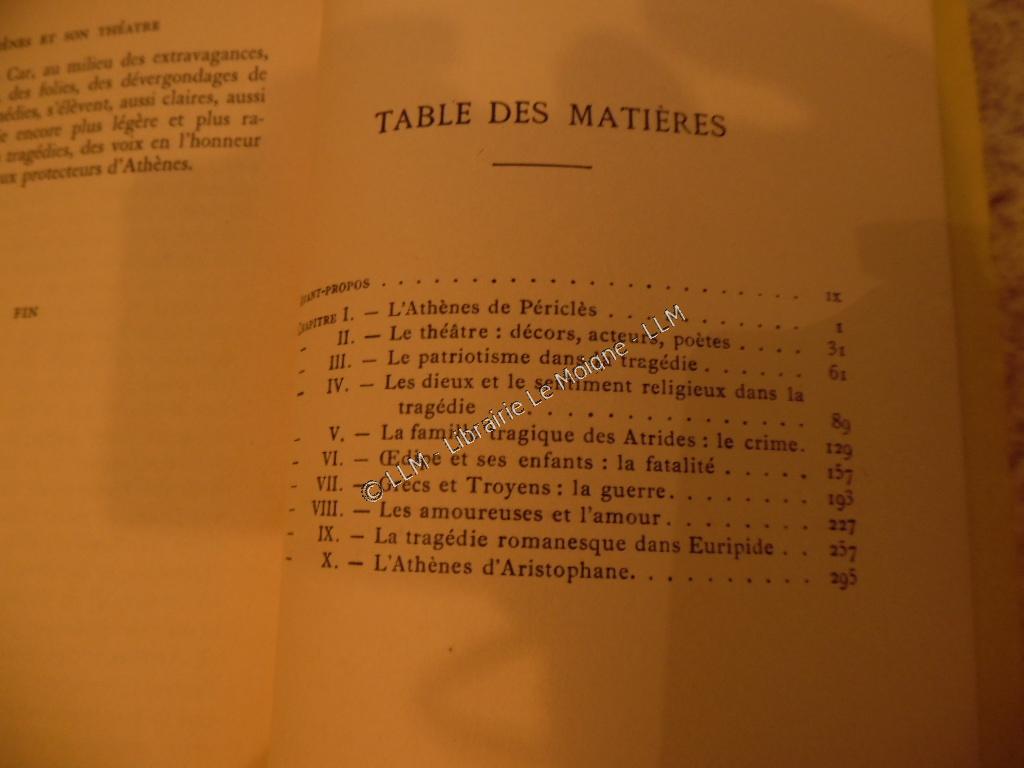 ÈNES ET SON THÉATRE
Car, au milieu des extravagances,
des folies, des dévergondages de
médies, s'élèvent, aussi claires, aussi
e encore plus légère et plus ra-
tragédies, des voix en l'honneur
ux protecteurs d'Athènes.
FIN
TABLE DES MATIÈRES
AVANT-PROPOS . . . . . . . . . . . . . . . . . . IX
CHAPITRE I. — L'Athènes de Périclès . . . . . . . . . . 1
— II. — Le théâtre : décors, acteurs, poètes . . . . 31
— III. — Le patriotisme dans la tragédie . . . . . . 61
— IV. — Les dieux et le sentiment religieux dans la
tragédie . . . . . . . . . . . . . . 89
— V. — La famille tragique des Atrides : le crime. 129
— VI. — Œdipe et ses enfants : la fatalité . . . . . 157
— VII. — Grecs et Troyens : la guerre. . . . . . . . 193
— VIII. — Les amoureuses et l'amour . . . . . . . . 227
— IX. — La tragédie romanesque dans Euripide . . 257
— X. — L'Athènes d'Aristophane. . . . . . . . . . 295
© LLM - Librairie Le Moigne - LLM